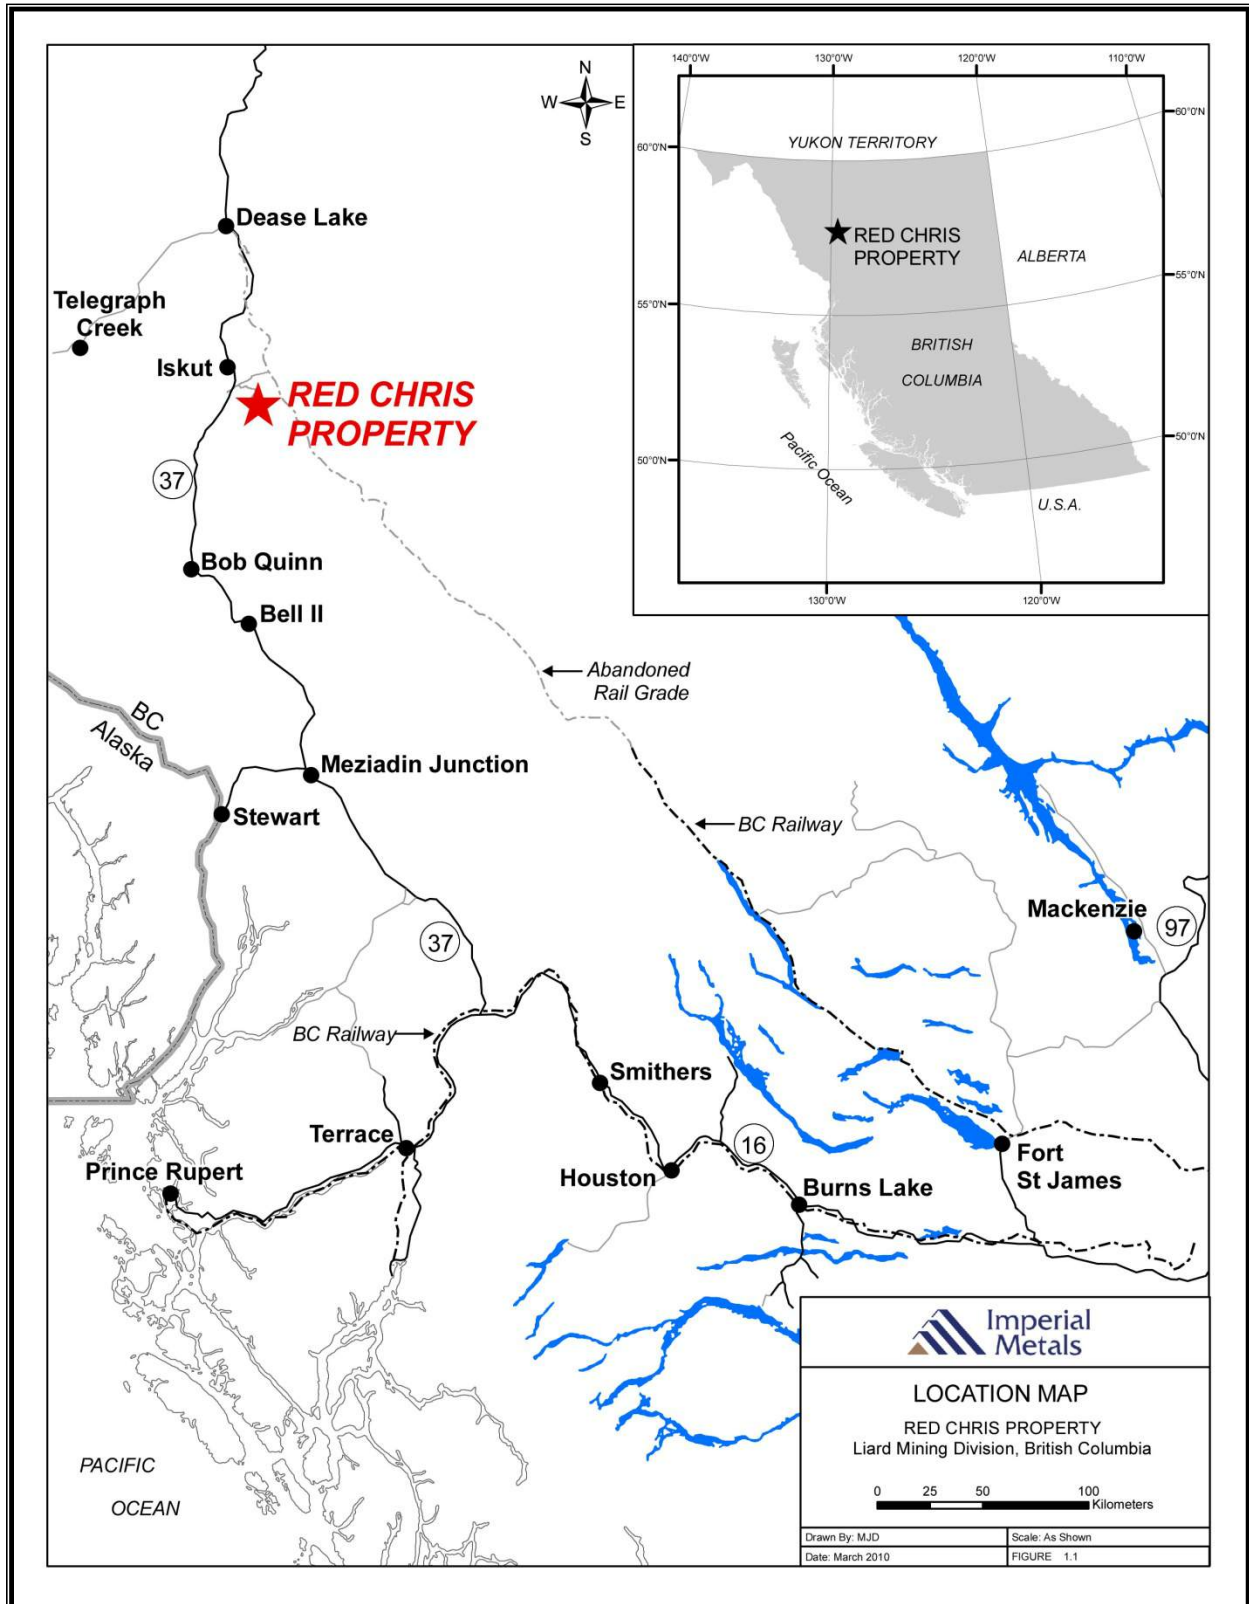 140°0'W
130°0'W
120°0'W
110°0'W
N
W
E
S
60°0'N
60°0'N
YUKON TERRITORY
Dease Lake
RED CHRIS
PROPERTY
ALBERTA
55°0'N
55°0'N
Telegraph
Creek
Iskut
BRITISH
COLUMBIA
RED CHRIS
PROPERTY
Pacific Ocean
50°0'N
50°0'N
37
U.S.A.
130°0'W
120°0'W
Bob Quinn
Bell II
Abandoned
Rail Grade
BC
Alaska
Meziadin Junction
Stewart
BC Railway
Mackenzie
97
37
BC Railway
Smithers
Terrace
16
Fort
St James
Prince Rupert
Houston
Burns Lake
Imperial
Metals
LOCATION MAP
RED CHRIS PROPERTY
Liard Mining Division, British Columbia
PACIFIC
OCEAN
0 25 50 100
Kilometers
Drawn By: MJD
Scale: As Shown
Date: March 2010
FIGURE 1.1